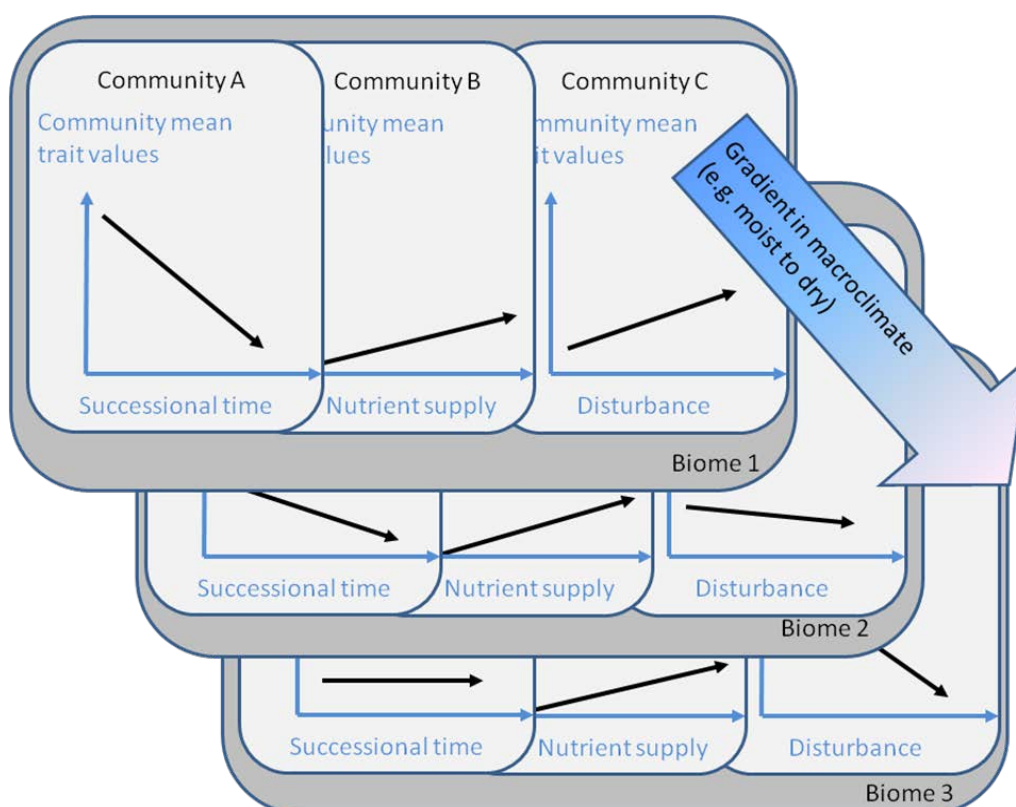 Community A
Community mean
trait values
Successional time
Community B
unity mean
lues
Nutrient supply
Community C
mmunity mean
it values
Disturbance
Gradient in macroclimate
(e.g. moist to dry)
Biome 1
Successional time
Nutrient supply
Disturbance
Biome 2
Successional time
Nutrient supply
Disturbance
Biome 3